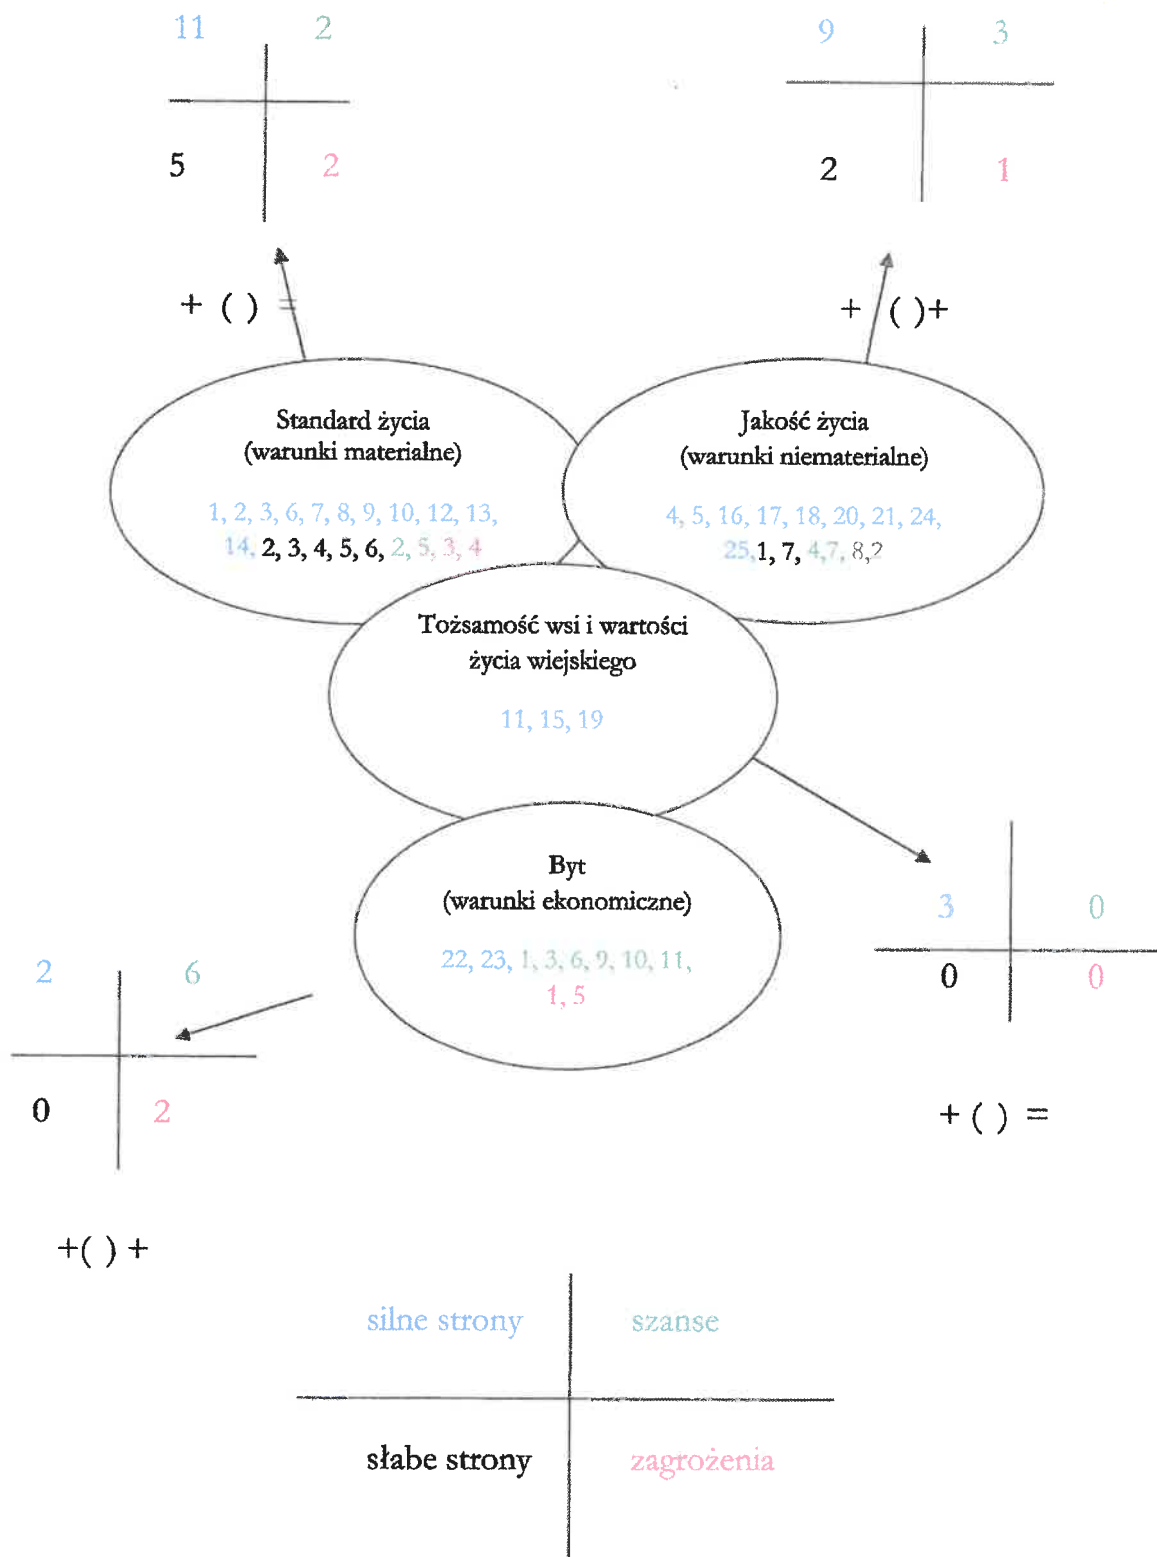 11 2
5 2
+ ( ) =
9 3
2 1
+ ( )+
Standard życia
(warunki materialne)
1, 2, 3, 6, 7, 8, 9, 10, 12, 13,
14, 2, 3, 4, 5, 6, 2, 5, 3, 4
Jakość życia
(warunki niematerialne)
4, 5, 16, 17, 18, 20, 21, 24,
25,1, 7, 4,7, 8,2
Tożsamość wsi i wartości
życia wiejskiego
11, 15, 19
Byt
(warunki ekonomiczne)
22, 23, 1, 3, 6, 9, 10, 11,
1, 5
3 0
0 0
+ ( ) =
2 6
0 2
+( ) +
silne strony szanse
słabe strony zagrożenia